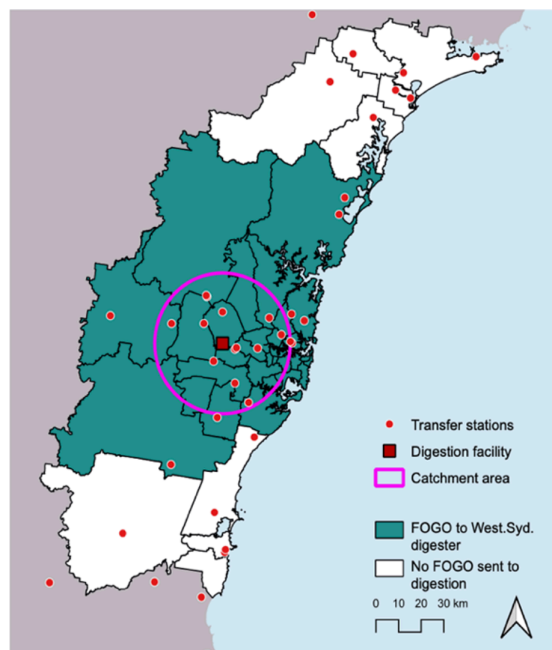 Transfer stations
Digestion facility
Catchment area
FOGO to West.Syd.
digester
No FOGO sent to
digestion
0 10 20 30 km